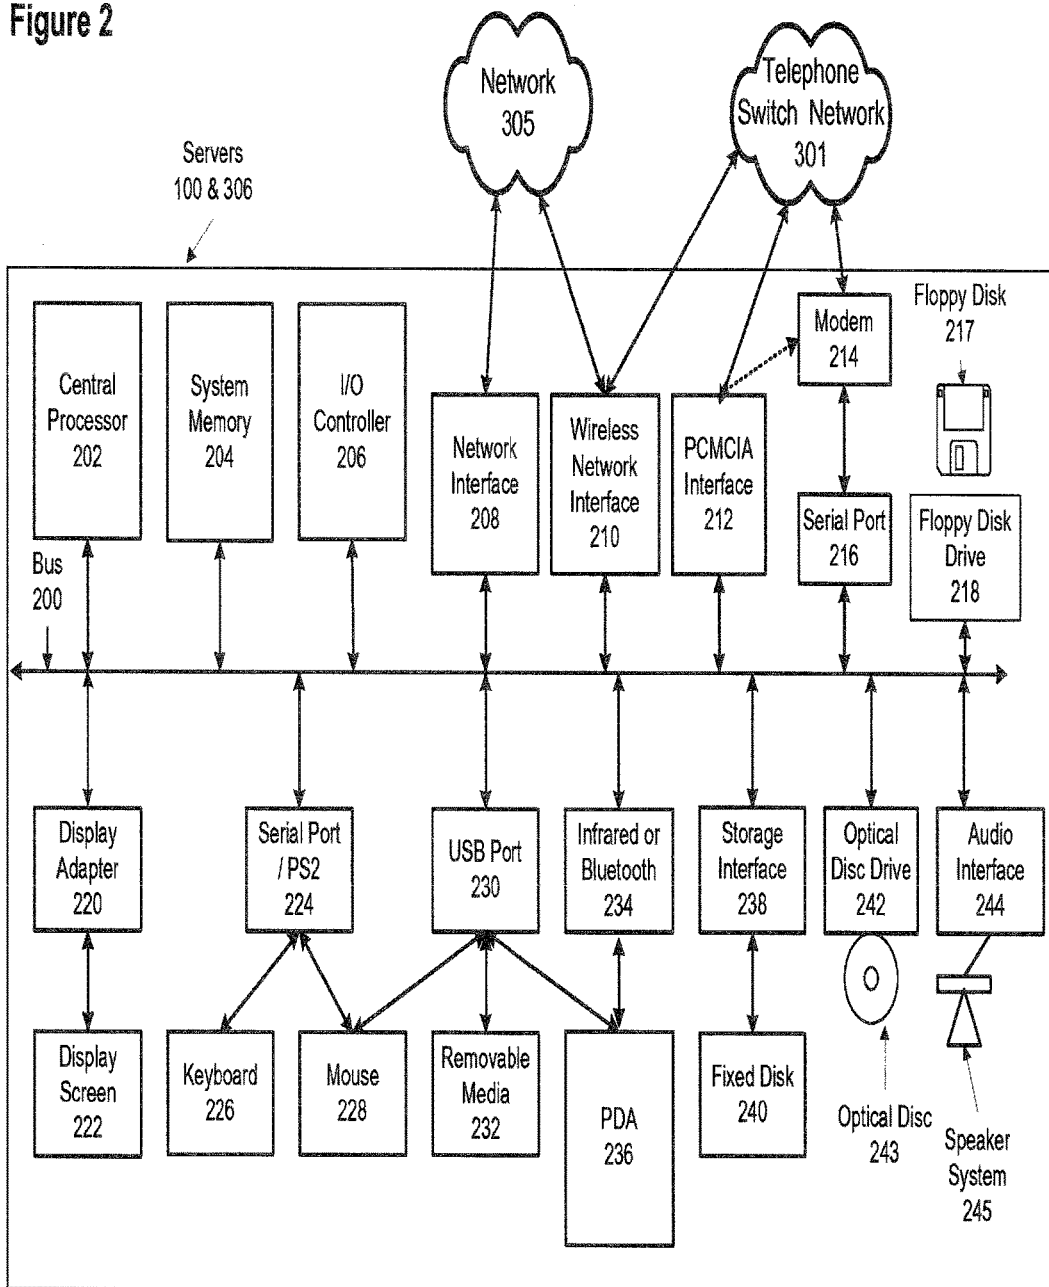 Figure 2
Network
305
Telephone
Switch Network
301
Servers
100 & 306
Central
Processor
202
System
Memory
204
I/O
Controller
206
Network
Interface
208
Wireless
Network
Interface
210
PCMCIA
Interface
212
Modem
214
Serial Port
216
Floppy Disk
217
Floppy Disk
Drive
218
Bus
200
Display
Adapter
220
Serial Port
/ PS2
224
USB Port
230
Infrared or
Bluetooth
234
Storage
Interface
238
Optical
Disc Drive
242
Audio
Interface
244
Display
Screen
222
Keyboard
226
Mouse
228
Removable
Media
232
PDA
236
Fixed Disk
240
Optical Disc
243
Speaker
System
245